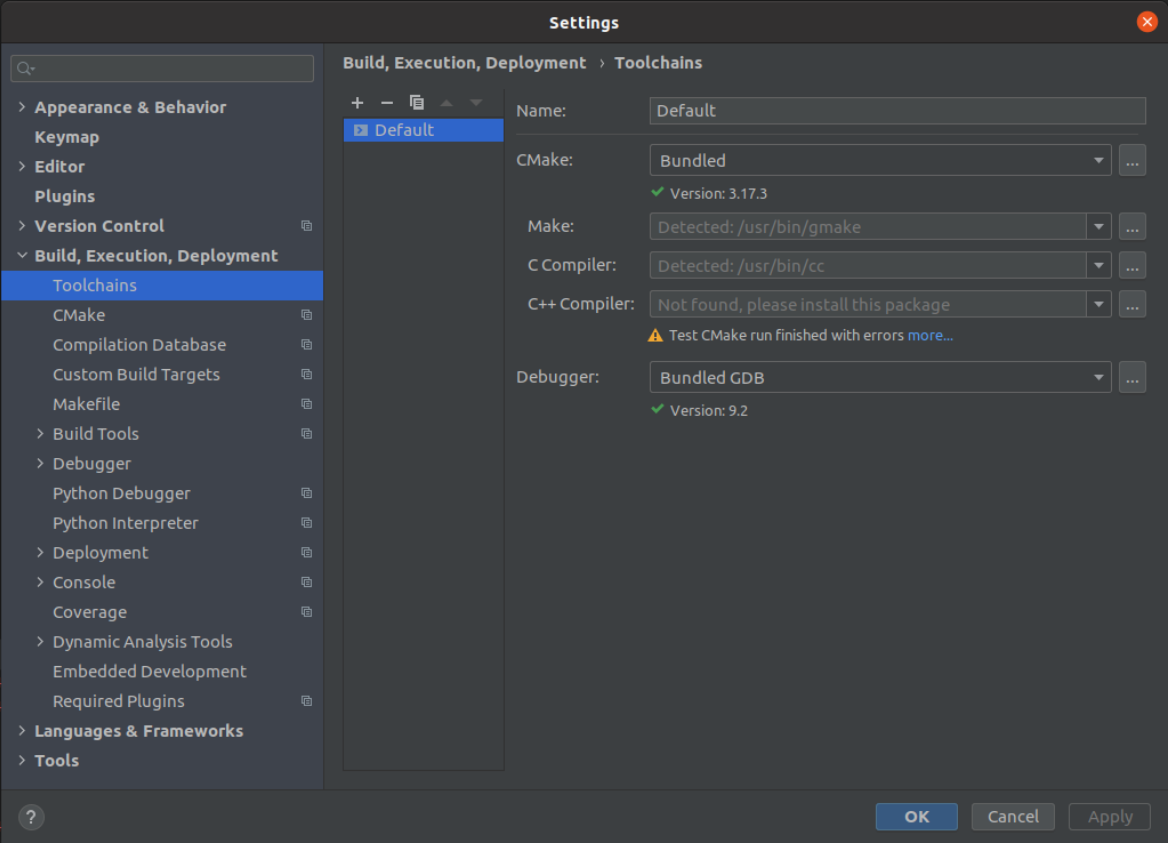 Settings
Appearance & Behavior
Keymap
Editor
Plugins
Version Control
Build, Execution, Deployment
Toolchains
CMake
Compilation Database
Custom Build Targets
Makefile
Build Tools
Debugger
Python Debugger
Python Interpreter
Deployment
Console
Coverage
Dynamic Analysis Tools
Embedded Development
Required Plugins
Languages & Frameworks
Tools
Build, Execution, Deployment › Toolchains
Default
Name: Default
CMake: Bundled ...
Version: 3.17.3
Make: Detected: /usr/bin/gmake ...
C Compiler: Detected: /usr/bin/cc ...
C++ Compiler: Not found, please install this package ...
Test CMake run finished with errors more...
Debugger: Bundled GDB ...
Version: 9.2
? OK Cancel Apply